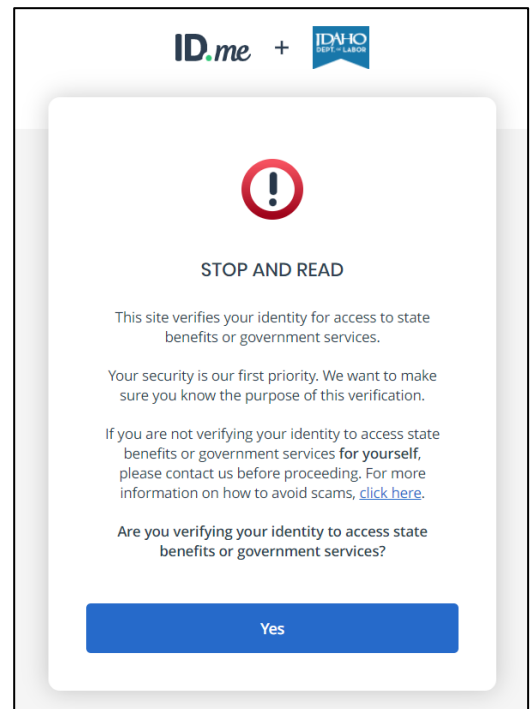 ID.me + IDAHO
DEPT. OF LABOR
STOP AND READ
This site verifies your identity for access to state
benefits or government services.
Your security is our first priority. We want to make
sure you know the purpose of this verification.
If you are not verifying your identity to access state
benefits or government services for yourself,
please contact us before proceeding. For more
information on how to avoid scams, click here.
Are you verifying your identity to access state
benefits or government services?
Yes